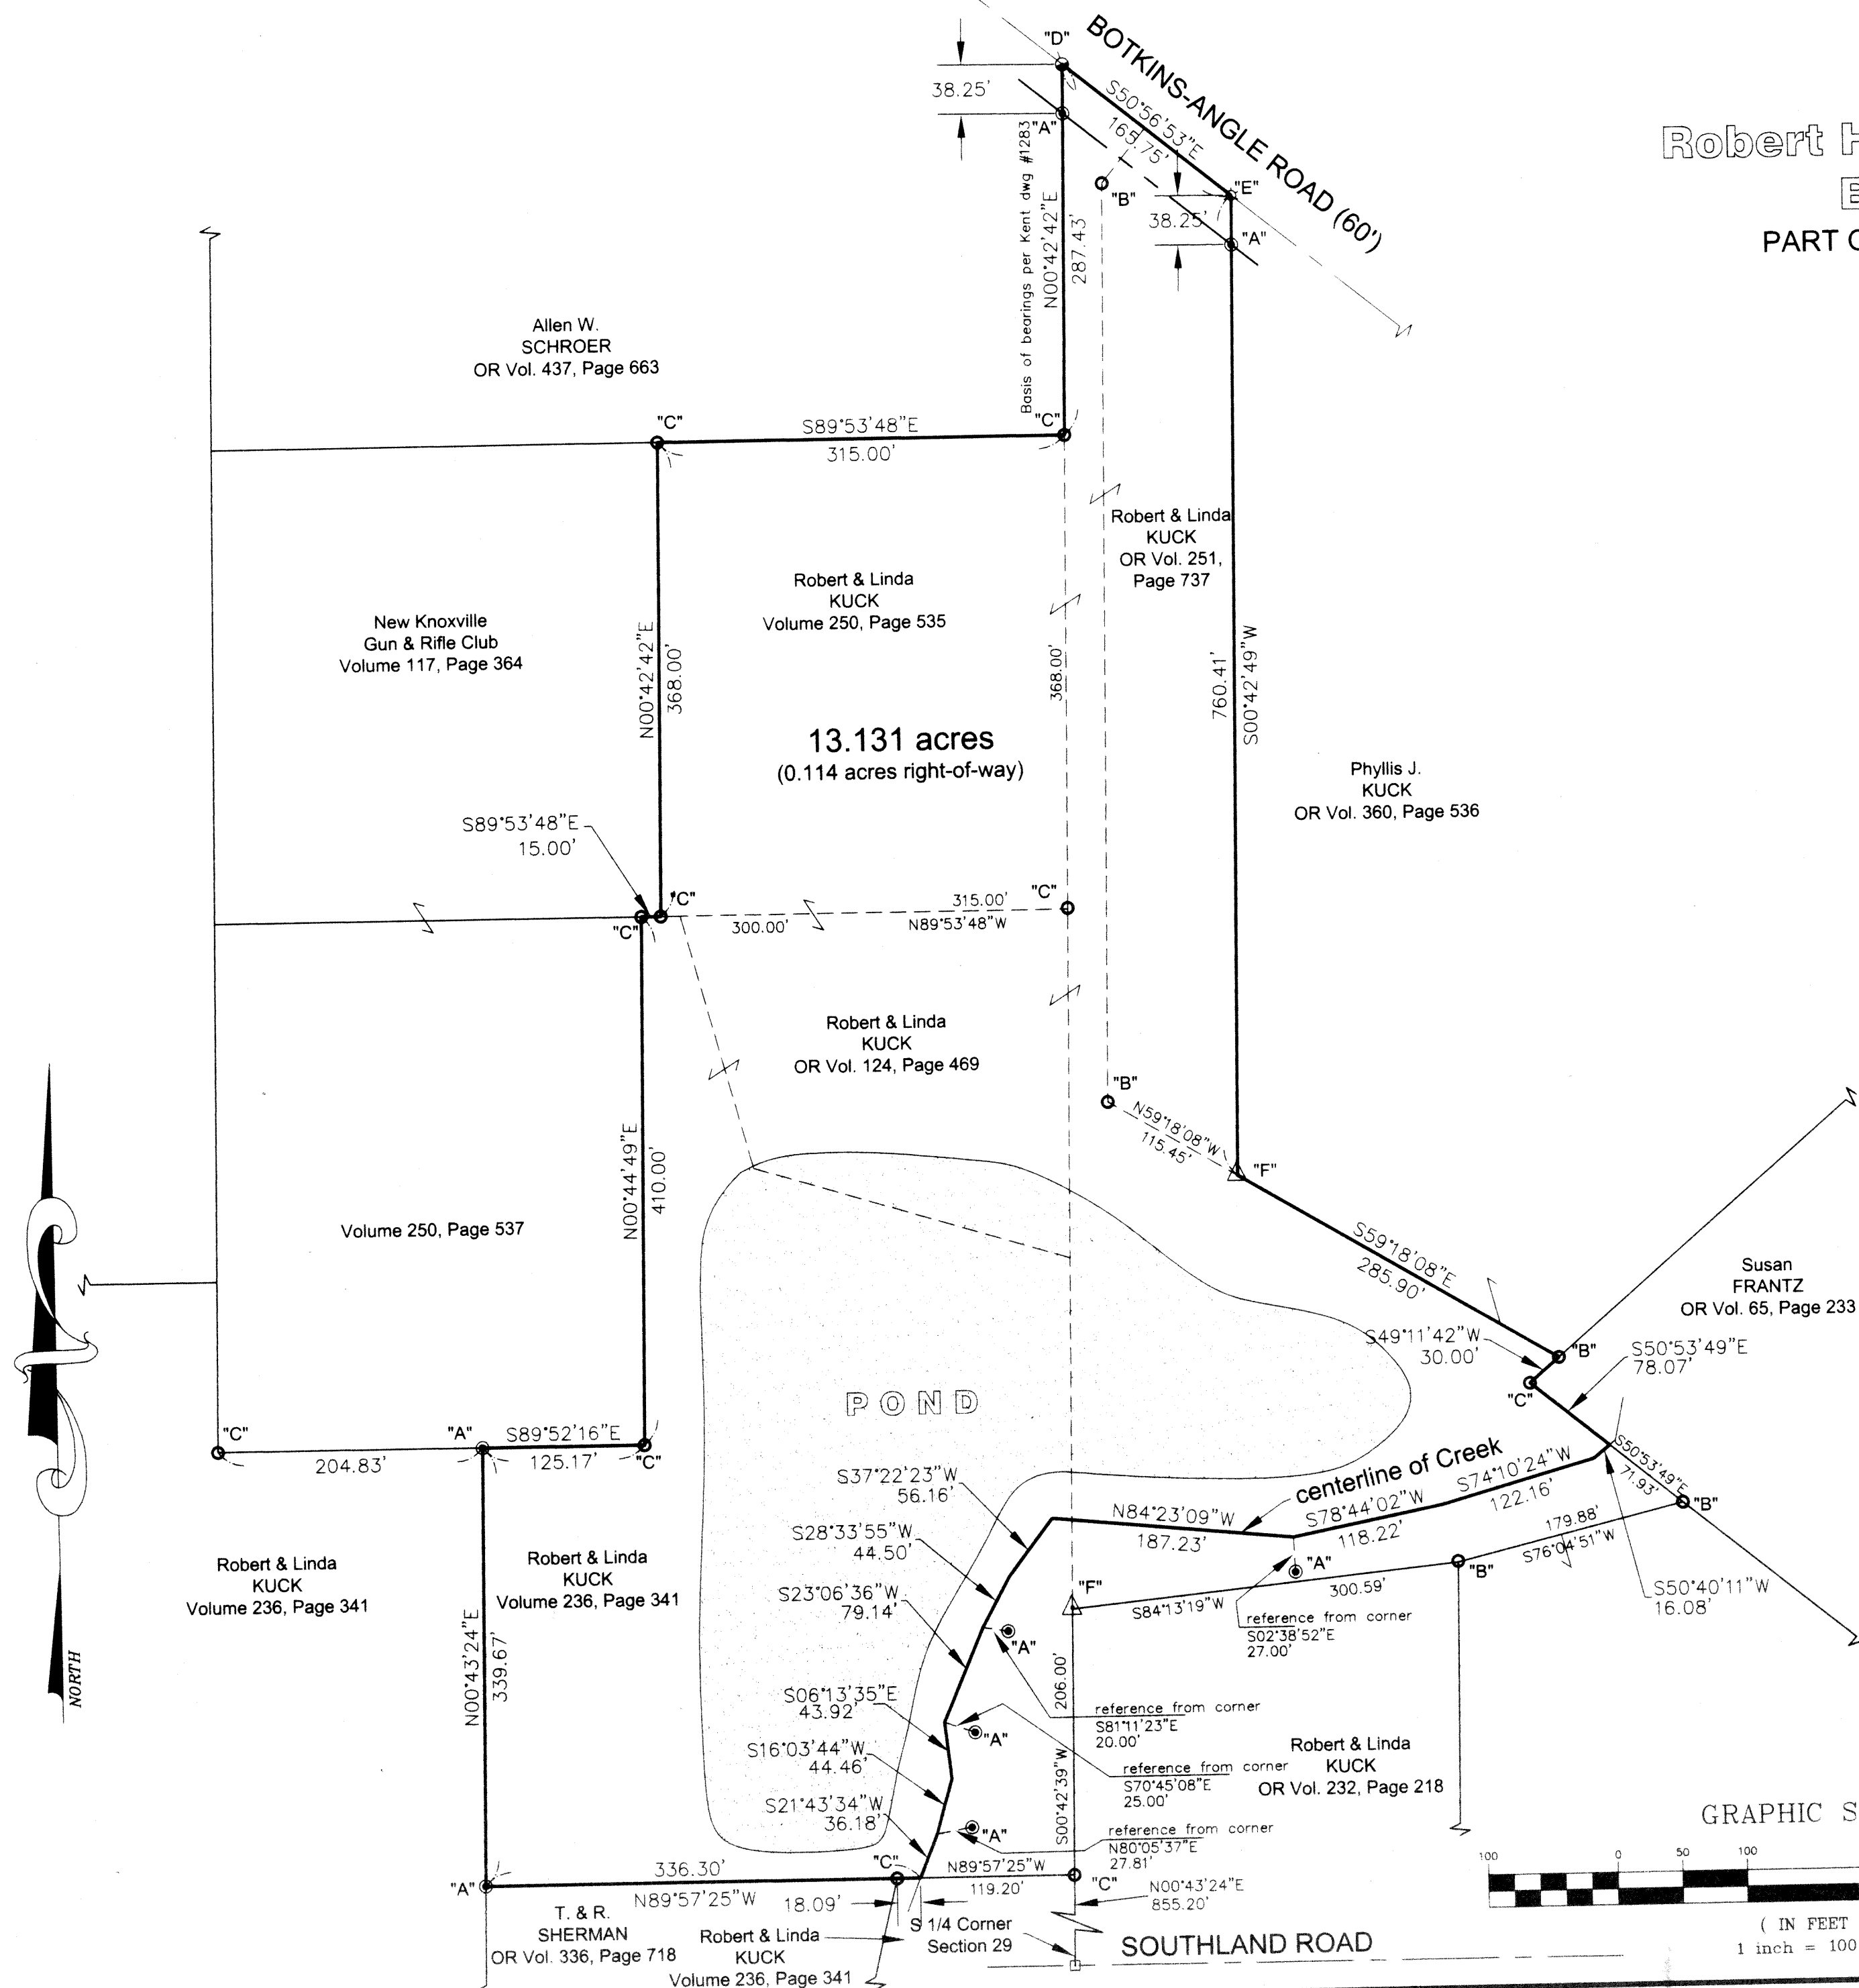 "D"
BOTKINS-ANGLE ROAD (60')
38.25'
"A"
S50°56'53"E
165.75'
Robert H
E
PART O
"E"
"B"
38.25'
"A"
Basis of bearings per Kent dwg #1283
N00°42'42"E
287.43'
Allen W.
SCHROER
OR Vol. 437, Page 663
"C"
S89°53'48"E
315.00'
"C"
Robert & Linda
KUCK
OR Vol. 251,
Page 737
Robert & Linda
KUCK
Volume 250, Page 535
New Knoxville
Gun & Rifle Club
Volume 117, Page 364
N00°42'42"E
368.00'
368.00'
760.41'
S00°42'49"W
13.131 acres
(0.114 acres right-of-way)
Phyllis J.
KUCK
OR Vol. 360, Page 536
S89°53'48"E
15.00'
"C"
"C"
300.00'
315.00'
N89°53'48"W
"C"
Robert & Linda
KUCK
OR Vol. 124, Page 469
"B"
N59°18'08"W
115.45'
"F"
N00°44'49"E
410.00'
Volume 250, Page 537
S59°18'08"E
285.90'
Susan
FRANTZ
OR Vol. 65, Page 233
S49°11'42"W
30.00'
"B"
S50°53'49"E
78.07'
"C"
POND
"C"
204.83'
"A"
S89°52'16"E
125.17'
"C"
centerline of Creek
S37°22'23"W
56.16'
N84°23'09"W
187.23'
S78°44'02"W
118.22'
S74°10'24"W
122.16'
S50°53'49"E
71.93'
"B"
179.88'
S76°04'51"W
S28°33'55"W
44.50'
"A"
"B"
"F"
300.59'
S84°13'19"W
S50°40'11"W
16.08'
reference from corner
S02°38'52"E
27.00'
Robert & Linda
KUCK
Volume 236, Page 341
Robert & Linda
KUCK
Volume 236, Page 341
S23°06'36"W
79.14'
"A"
N00°43'24"E
339.67'
206.00'
S00°42'39"W
S06°13'35"E
43.92'
reference from corner
S81°11'23"E
20.00'
"A"
S16°03'44"W
44.46'
reference from corner
S70°45'08"E
25.00'
Robert & Linda
KUCK
OR Vol. 232, Page 218
S21°43'34"W
36.18'
"A"
reference from corner
N80°05'37"E
27.81'
GRAPHIC S
100
0
50
100
( IN FEET
1 inch = 100
NORTH
"A"
336.30'
N89°57'25"W
"C"
18.09'
N89°57'25"W
119.20'
"C"
N00°43'24"E
855.20'
T. & R.
SHERMAN
OR Vol. 336, Page 718
Robert & Linda
KUCK
Volume 236, Page 341
S 1/4 Corner
Section 29
SOUTHLAND ROAD